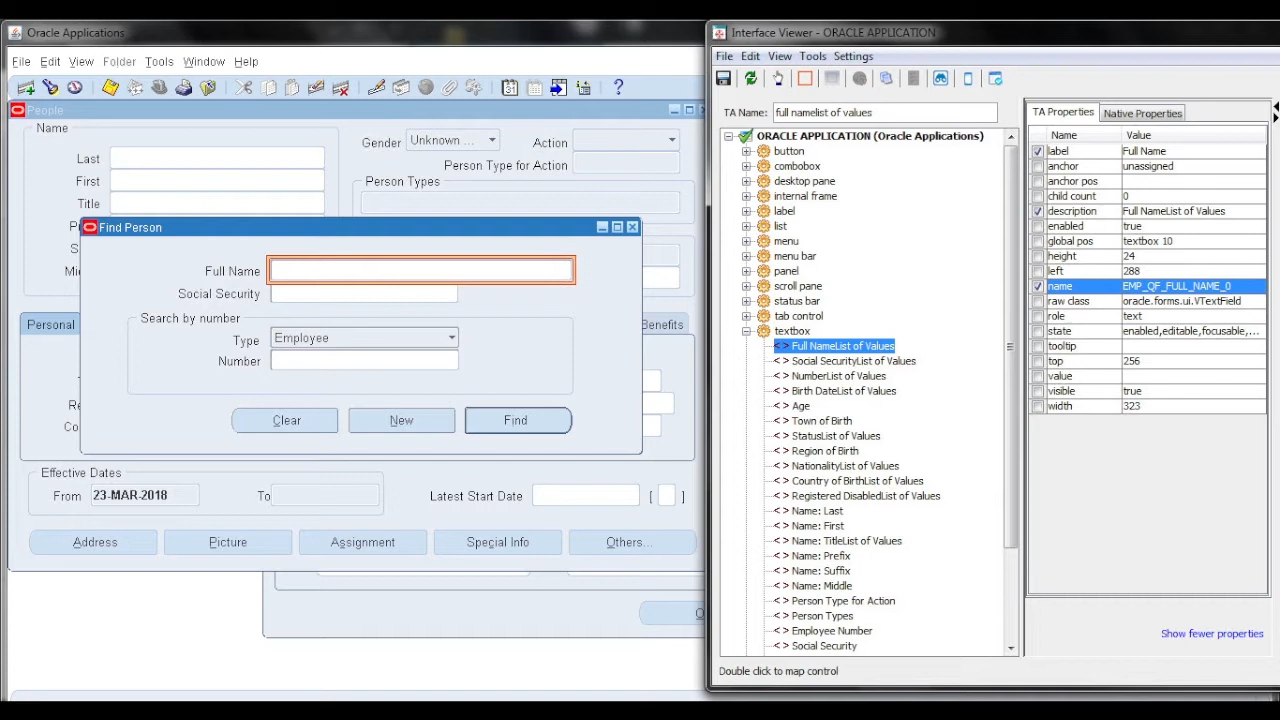 Oracle Applications
File Edit View Folder Tools Window Help
People
Name
Last
First
Title
Gender Unknown ...
Action
Person Type for Action
Person Types
Find Person
Full Name
Social Security
Search by number
Type Employee
Number
Clear New Find
Personal
Benefits
Effective Dates
From 23-MAR-2018 To
Latest Start Date [ ]
Address Picture Assignment Special Info Others...
Interface Viewer - ORACLE APPLICATION
File Edit View Tools Settings
TA Name: full namelist of values
ORACLE APPLICATION (Oracle Applications)
button
combobox
desktop pane
internal frame
label
list
menu
menu bar
panel
scroll pane
status bar
tab control
textbox
<> Full NameList of Values
<> Social SecurityList of Values
<> NumberList of Values
<> Birth DateList of Values
<> Age
<> Town of Birth
<> StatusList of Values
<> Region of Birth
<> NationalityList of Values
<> Country of BirthList of Values
<> Registered DisabledList of Values
<> Name: Last
<> Name: First
<> Name: TitleList of Values
<> Name: Prefix
<> Name: Suffix
<> Name: Middle
<> Person Type for Action
<> Person Types
<> Employee Number
<> Social Security
Double click to map control
TA Properties Native Properties
Name Value
label Full Name
anchor unassigned
anchor pos
child count 0
description Full NameList of Values
enabled true
global pos textbox 10
height 24
left 288
name EMP_QF_FULL_NAME_0
raw class oracle.forms.ui.VTextField
role text
state enabled,editable,focusable,...
tooltip
top 256
value
visible true
width 323
Show fewer properties